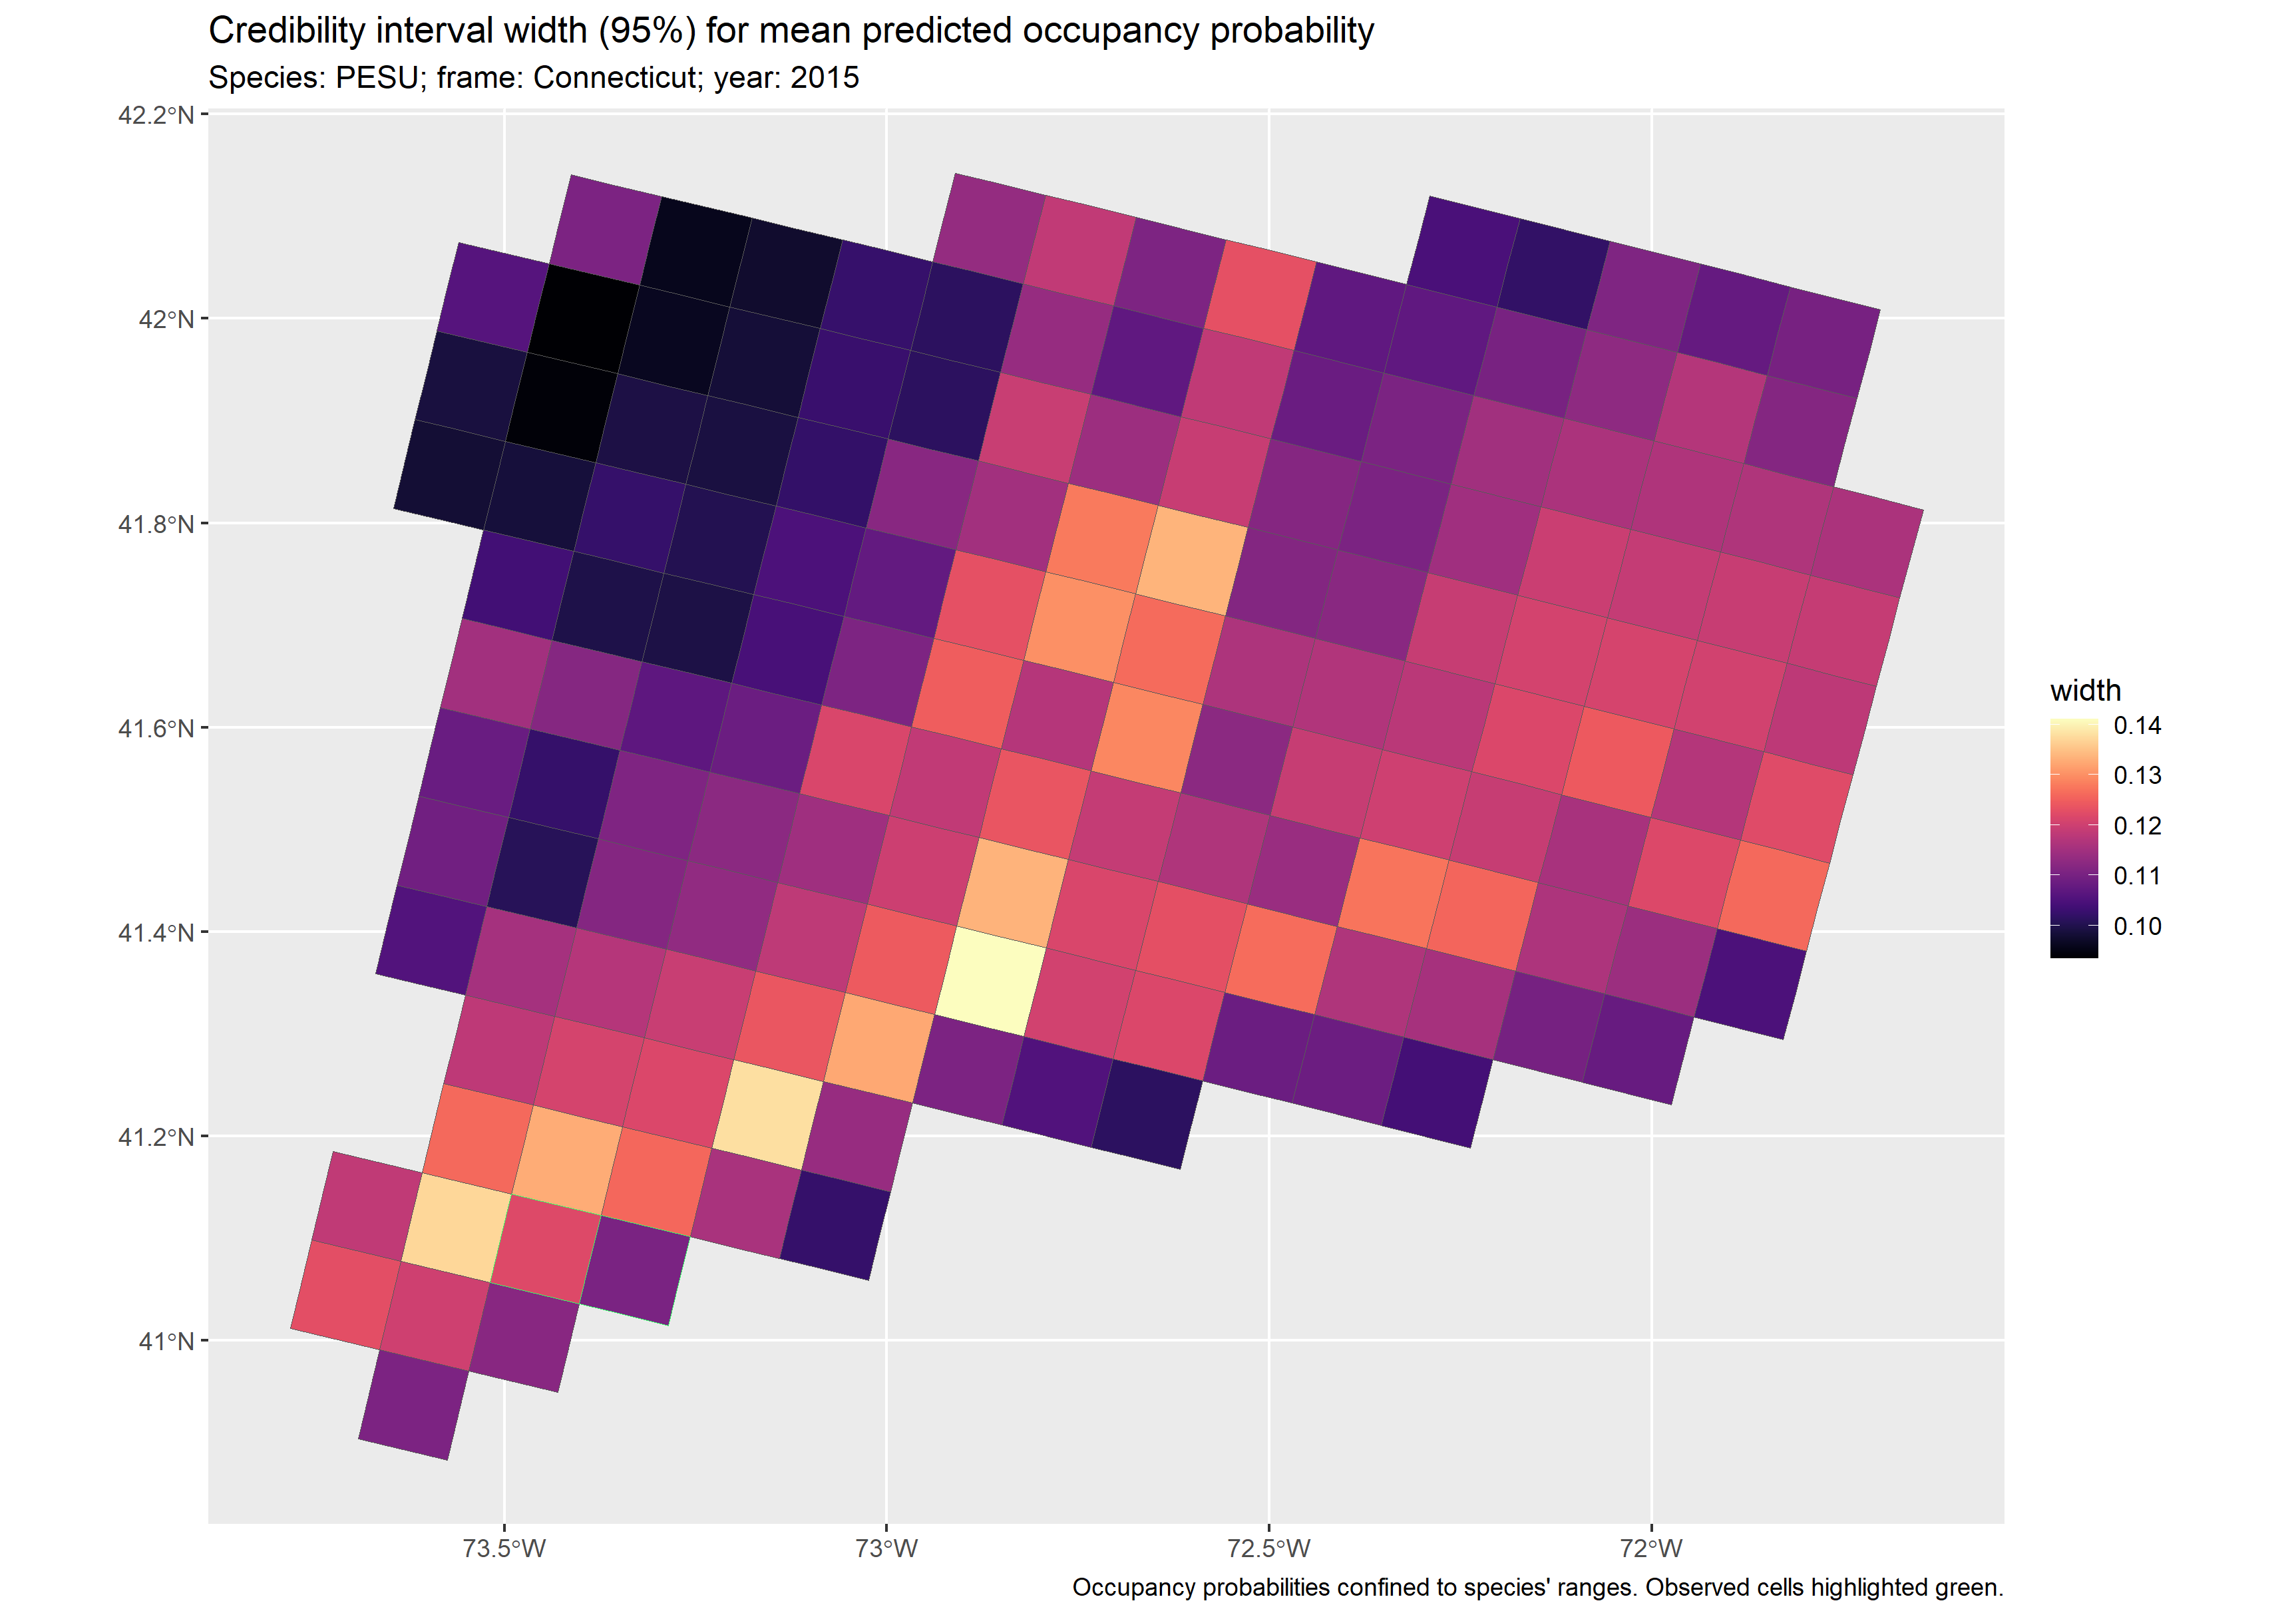 Credibility interval width (95%) for mean predicted occupancy probability
Species: PESU; frame: Connecticut; year: 2015
42.2°N
42°N
41.8°N
41.6°N
41.4°N
41.2°N
41°N
73.5°W
73°W
72.5°W
72°W
width
0.14
0.13
0.12
0.11
0.10
Occupancy probabilities confined to species' ranges. Observed cells highlighted green.